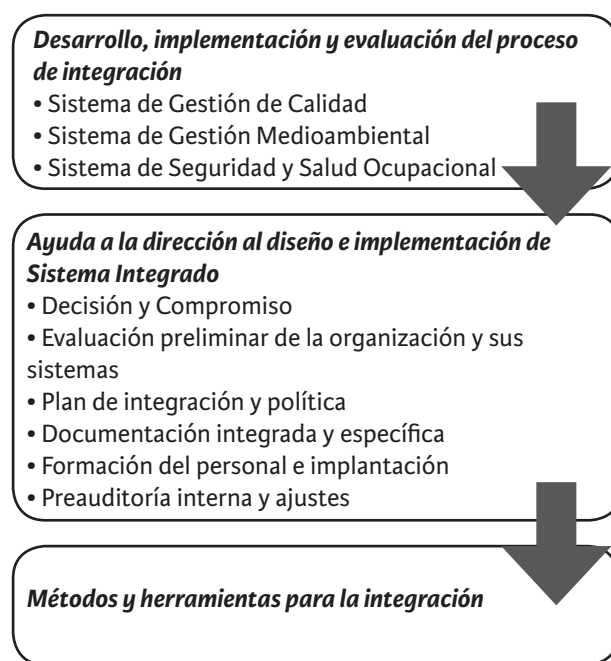 Desarrollo, implementación y evaluación del proceso
de integración
• Sistema de Gestión de Calidad
• Sistema de Gestión Medioambiental
• Sistema de Seguridad y Salud Ocupacional
Ayuda a la dirección al diseño e implementación de
Sistema Integrado
• Decisión y Compromiso
• Evaluación preliminar de la organización y sus
sistemas
• Plan de integración y política
• Documentación integrada y específica
• Formación del personal e implantación
• Preauditoría interna y ajustes
Métodos y herramientas para la integración